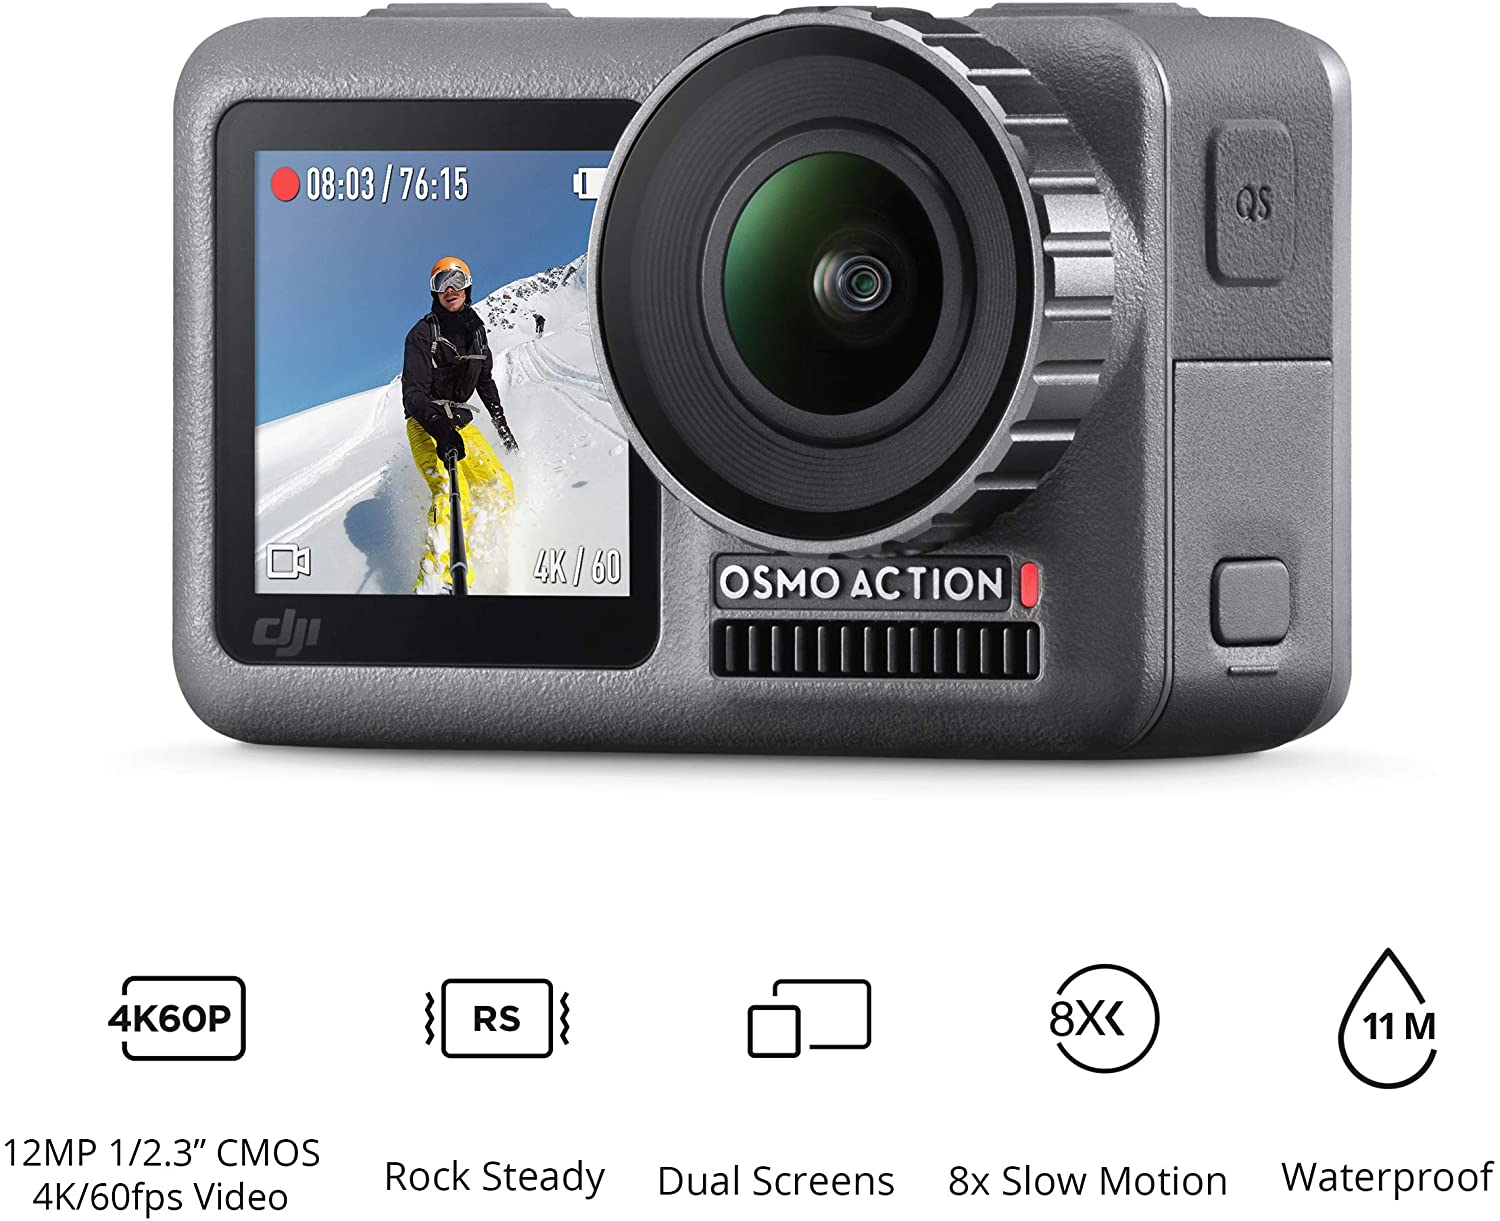 08:03 / 76:15
QS
4K / 60
OSMO ACTION
dji
4K60P
RS
8X
11 M
12MP 1/2.3” CMOS
4K/60fps Video
Rock Steady
Dual Screens
8x Slow Motion
Waterproof